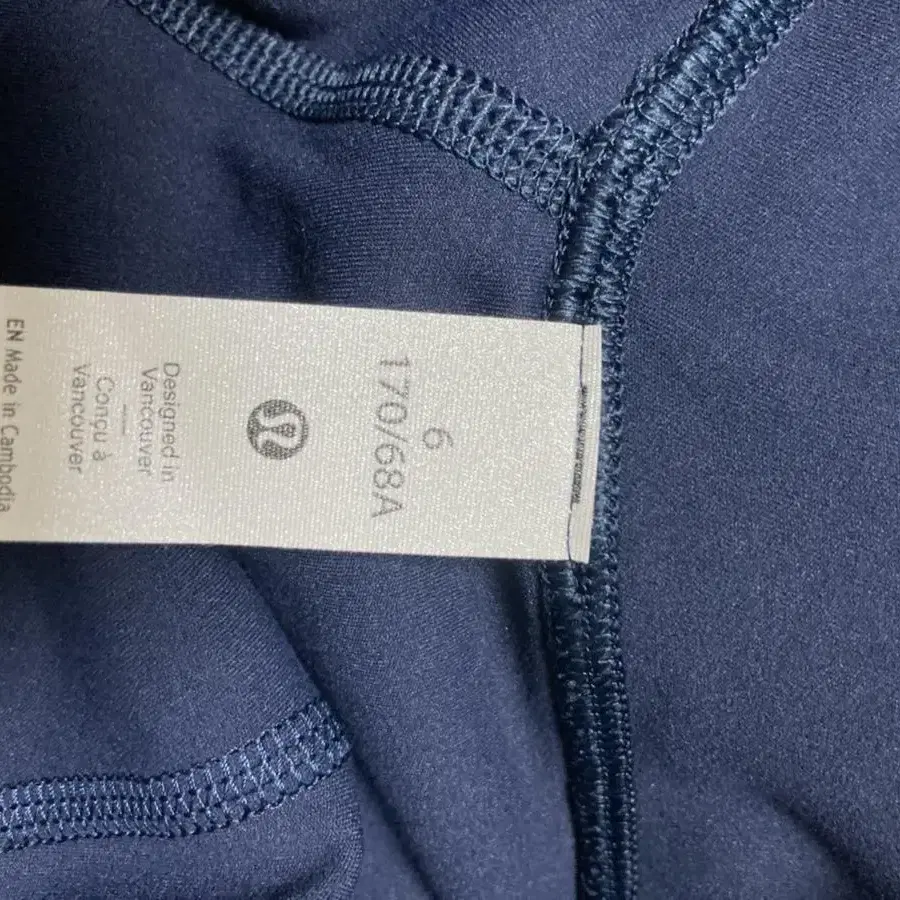 6
170/68A
Designed in
Vancouver
Conçu à
Vancouver
EN Made in Cambodia